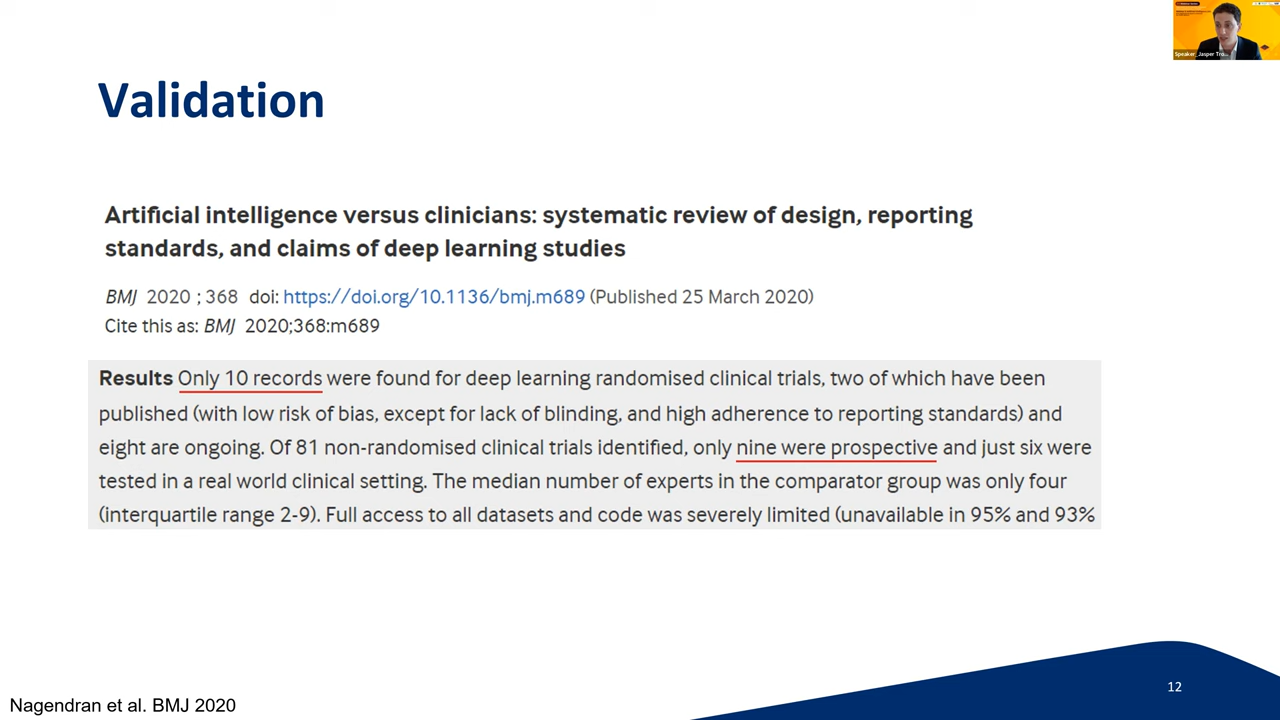 Speaker_Jasper Tro...
Validation
Artificial intelligence versus clinicians: systematic review of design, reporting
standards, and claims of deep learning studies
BMJ 2020 ; 368 doi: https://doi.org/10.1136/bmj.m689 (Published 25 March 2020)
Cite this as: BMJ 2020;368:m689
Results Only 10 records were found for deep learning randomised clinical trials, two of which have been
published (with low risk of bias, except for lack of blinding, and high adherence to reporting standards) and
eight are ongoing. Of 81 non-randomised clinical trials identified, only nine were prospective and just six were
tested in a real world clinical setting. The median number of experts in the comparator group was only four
(interquartile range 2-9). Full access to all datasets and code was severely limited (unavailable in 95% and 93%
12
Nagendran et al. BMJ 2020